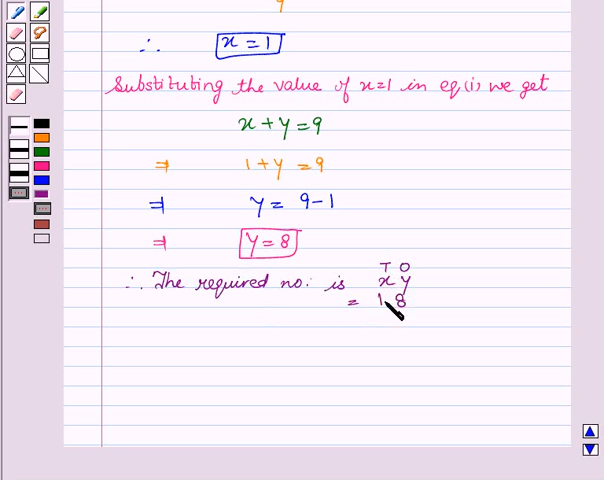 ∴ x = 1
Substituting the value of x=1 in eq.(i) we get
x + y = 9
⇒ 1 + y = 9
⇒ y = 9 - 1
⇒ y = 8
T O
∴ The required no. is x y
= 1 8